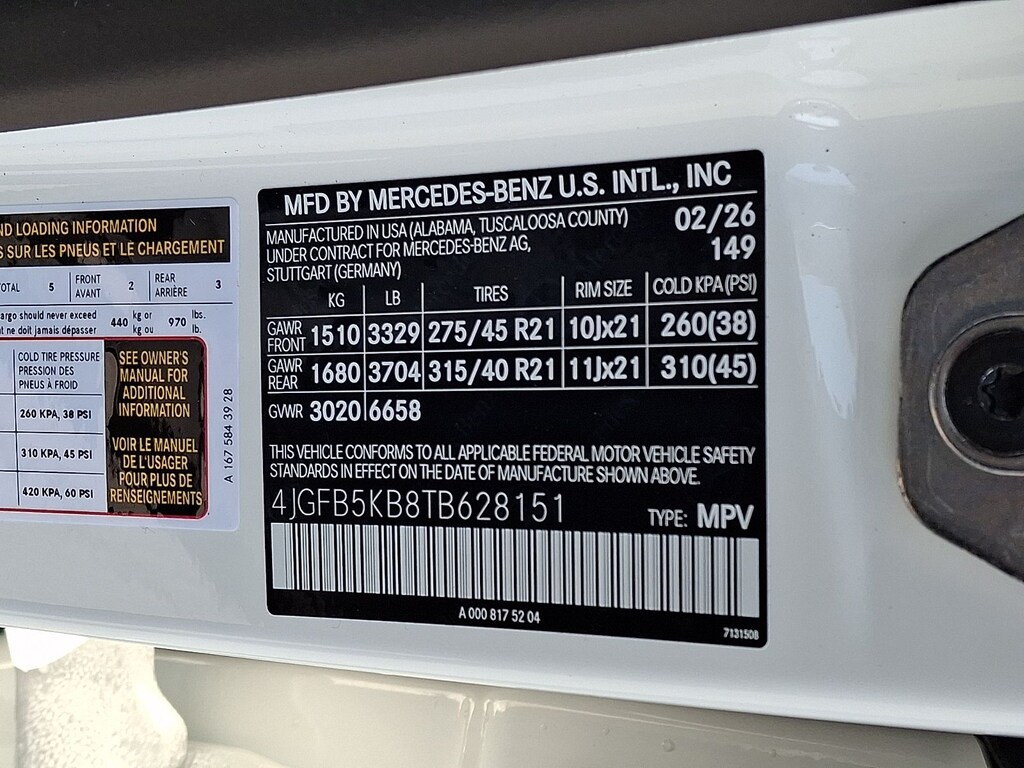 ND LOADING INFORMATION
S SUR LES PNEUS ET LE CHARGEMENT
OTAL 5 FRONT AVANT 2 REAR ARRIÈRE 3
argo should never exceed 440 kg or 970 lbs.
nt ne doit jamais dépasser kg ou lb.
COLD TIRE PRESSURE
PRESSION DES
PNEUS À FROID
260 KPA, 38 PSI
310 KPA, 45 PSI
420 KPA, 60 PSI
SEE OWNER'S
MANUAL FOR
ADDITIONAL
INFORMATION
VOIR LE MANUEL
DE L'USAGER
POUR PLUS DE
RENSEIGNEMENTS
A 167 584 39 28
MFD BY MERCEDES-BENZ U.S. INTL., INC
MANUFACTURED IN USA (ALABAMA, TUSCALOOSA COUNTY) 02/26
UNDER CONTRACT FOR MERCEDES-BENZ AG, 149
STUTTGART (GERMANY)
KG LB TIRES RIM SIZE COLD KPA (PSI)
GAWR FRONT 1510 3329 275/45 R21 10Jx21 260(38)
GAWR REAR 1680 3704 315/40 R21 11Jx21 310(45)
GVWR 3020 6658
THIS VEHICLE CONFORMS TO ALL APPLICABLE FEDERAL MOTOR VEHICLE SAFETY
STANDARDS IN EFFECT ON THE DATE OF MANUFACTURE SHOWN ABOVE.
4JGFB5KB8TB628151 TYPE: MPV
A 000 817 52 04
7131508